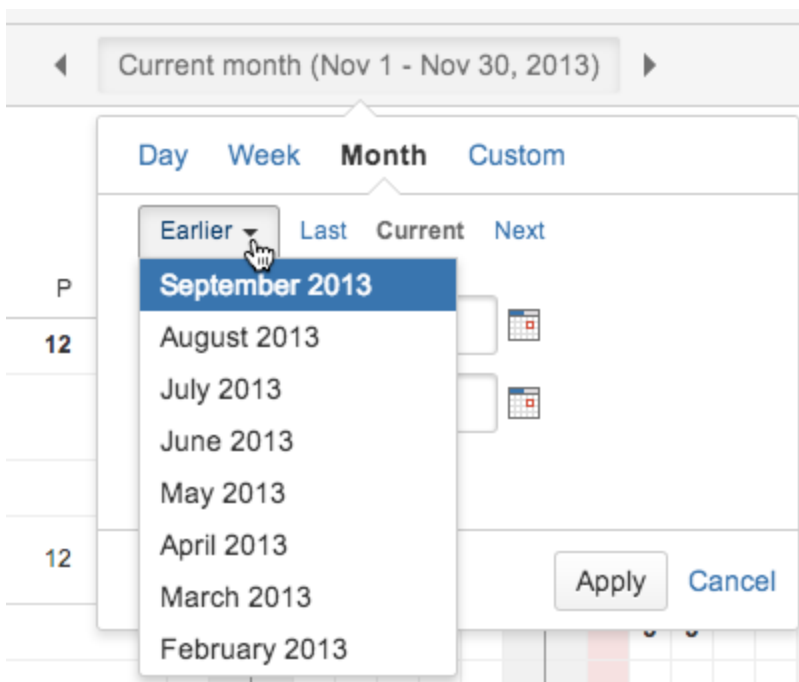 Current month (Nov 1 - Nov 30, 2013)
Day Week Month Custom
Earlier Last Current Next
P
September 2013
12
August 2013
July 2013
June 2013
May 2013
April 2013
12
Apply Cancel
March 2013
February 2013